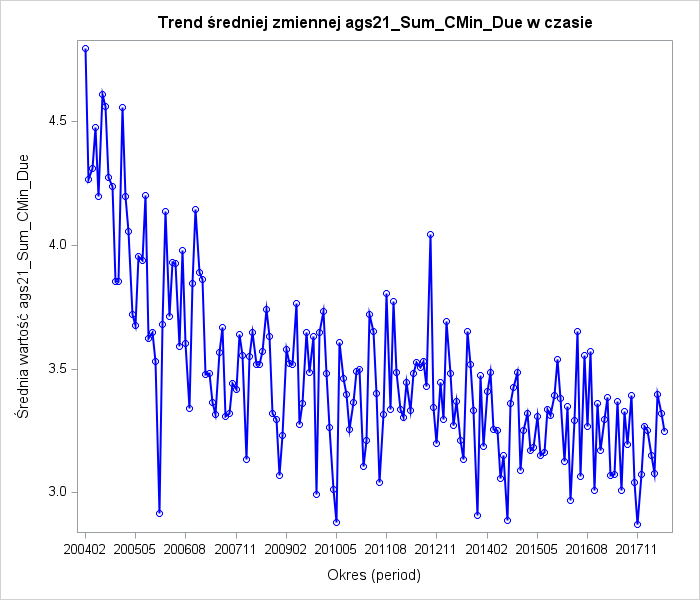 Trend średniej zmiennej ags21_Sum_CMin_Due w czasie
Średnia wartość ags21_Sum_CMin_Due
4.5
4.0
3.5
3.0
200402 200505 200608 200711 200902 201005 201108 201211 201402 201505 201608 201711
Okres (period)